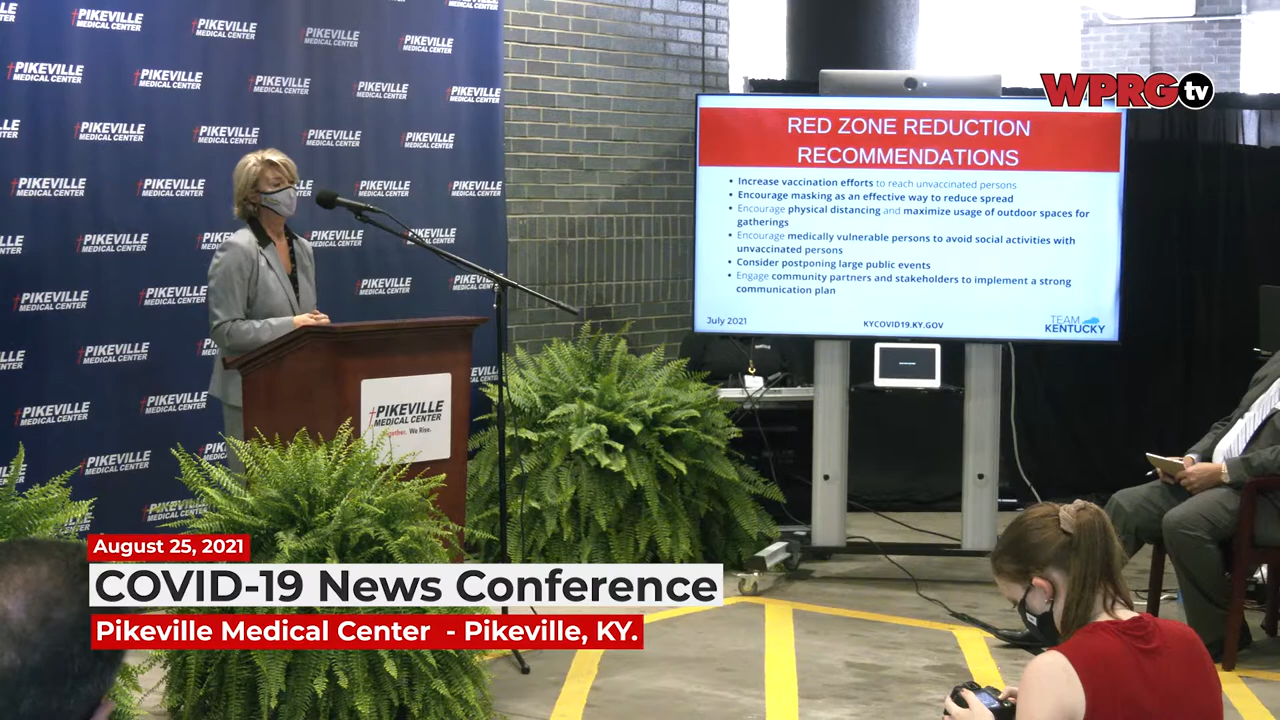 PIKEVILLE
MEDICAL CENTER
WPRG tv
RED ZONE REDUCTION
RECOMMENDATIONS
• Increase vaccination efforts to reach unvaccinated persons
• Encourage masking as an effective way to reduce spread
• Encourage physical distancing and maximize usage of outdoor spaces for
gatherings
• Encourage medically vulnerable persons to avoid social activities with
unvaccinated persons
• Consider postponing large public events
• Engage community partners and stakeholders to implement a strong
communication plan
July 2021
KYCOVID19.KY.GOV
TEAM
KENTUCKY
PIKEVILLE
MEDICAL CENTER
Together. We Rise.
August 25, 2021
COVID-19 News Conference
Pikeville Medical Center - Pikeville, KY.